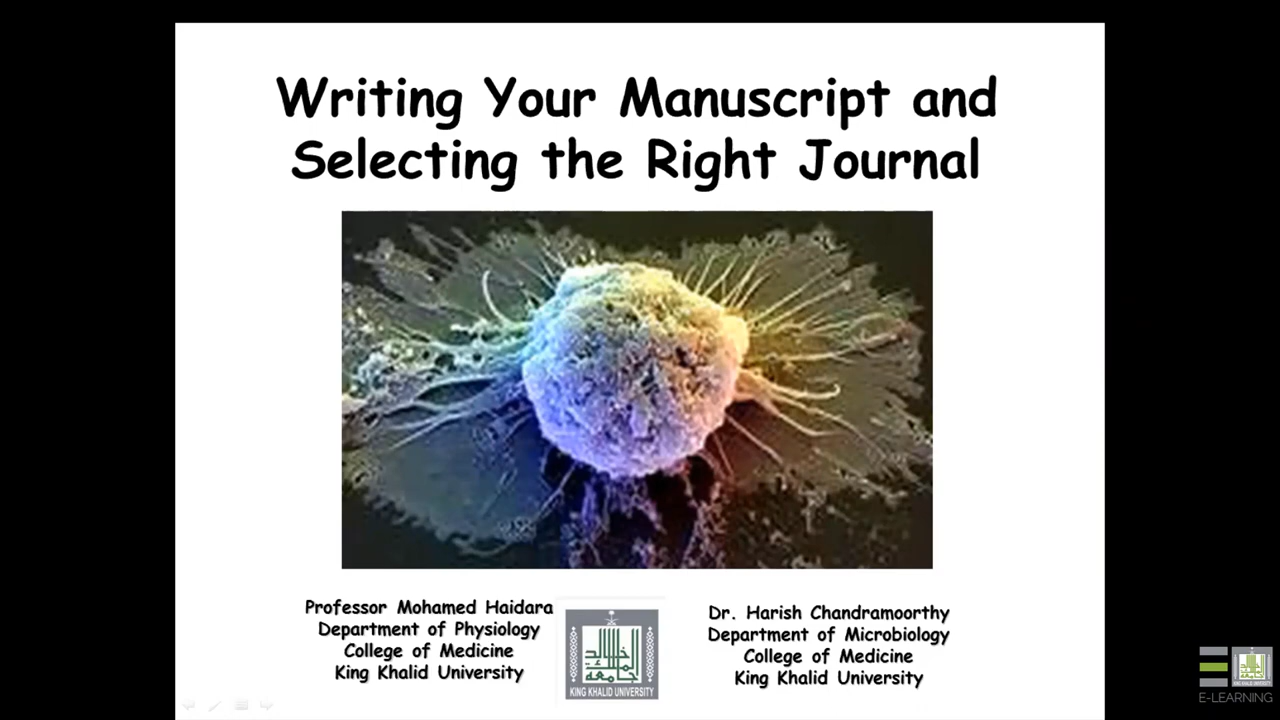 Writing Your Manuscript and
Selecting the Right Journal
Professor Mohamed Haidara
Department of Physiology
College of Medicine
King Khalid University
KING KHALID UNIVERSITY
Dr. Harish Chandramoorthy
Department of Microbiology
College of Medicine
King Khalid University
E-LEARNING